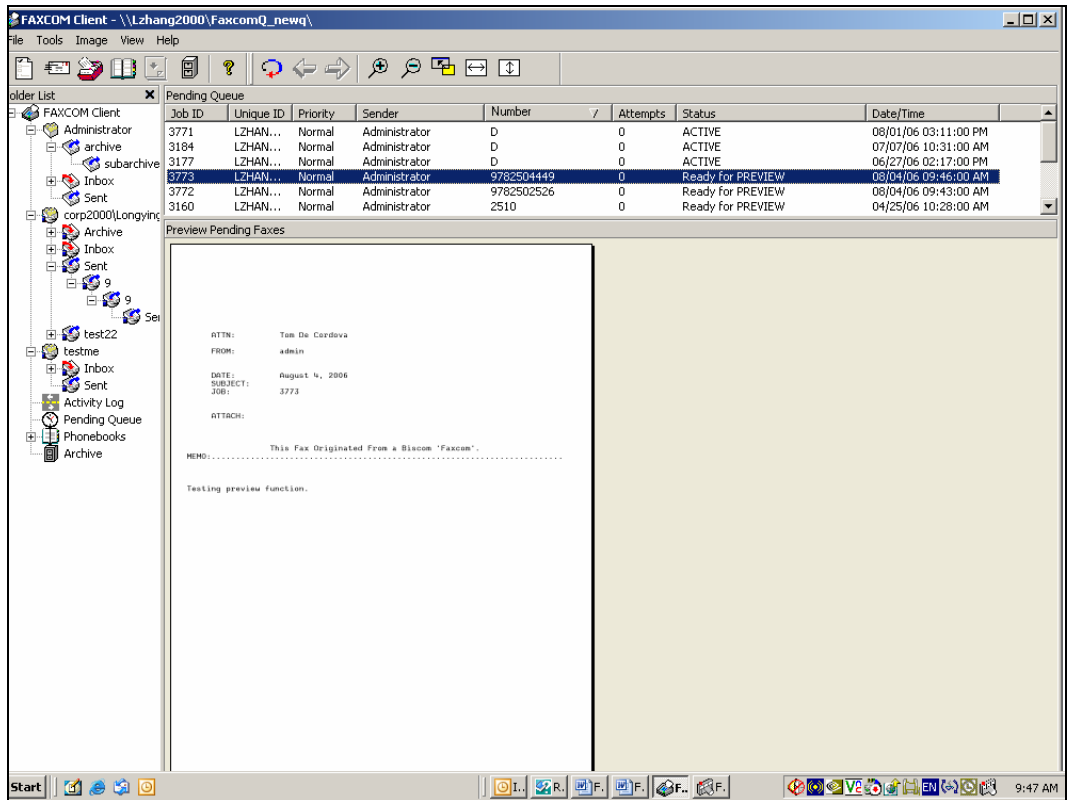 FAXCOM Client - \\Lzhang2000\FaxcomQ_newq\
File Tools Image View Help
older List
FAXCOM Client
Administrator
archive
subarchive
Inbox
Sent
corp2000\Longying
Archive
Inbox
Sent
9
9
Sei
test22
testme
Inbox
Sent
Activity Log
Pending Queue
Phonebooks
Archive
Pending Queue
Job ID Unique ID Priority Sender Number Attempts Status Date/Time
3771 LZHAN... Normal Administrator D 0 ACTIVE 08/01/06 03:11:00 PM
3184 LZHAN... Normal Administrator D 0 ACTIVE 07/07/06 10:31:00 AM
3177 LZHAN... Normal Administrator D 0 ACTIVE 06/27/06 02:17:00 PM
3773 LZHAN... Normal Administrator 9782504449 0 Ready for PREVIEW 08/04/06 09:46:00 AM
3772 LZHAN... Normal Administrator 9782502526 0 Ready for PREVIEW 08/04/06 09:43:00 AM
3160 LZHAN... Normal Administrator 2510 0 Ready for PREVIEW 04/25/06 10:28:00 AM
Preview Pending Faxes
ATTN: Tom De Cordova
FROM: admin
DATE: August 4, 2006
SUBJECT:
JOB: 3773
ATTACH:
This Fax Originated From a Biscom 'Faxcom'.
MEMO:..................................................................
Testing preview function.
Start I.. R.. F.. F.. F.. F.. V2 EN 9:47 AM